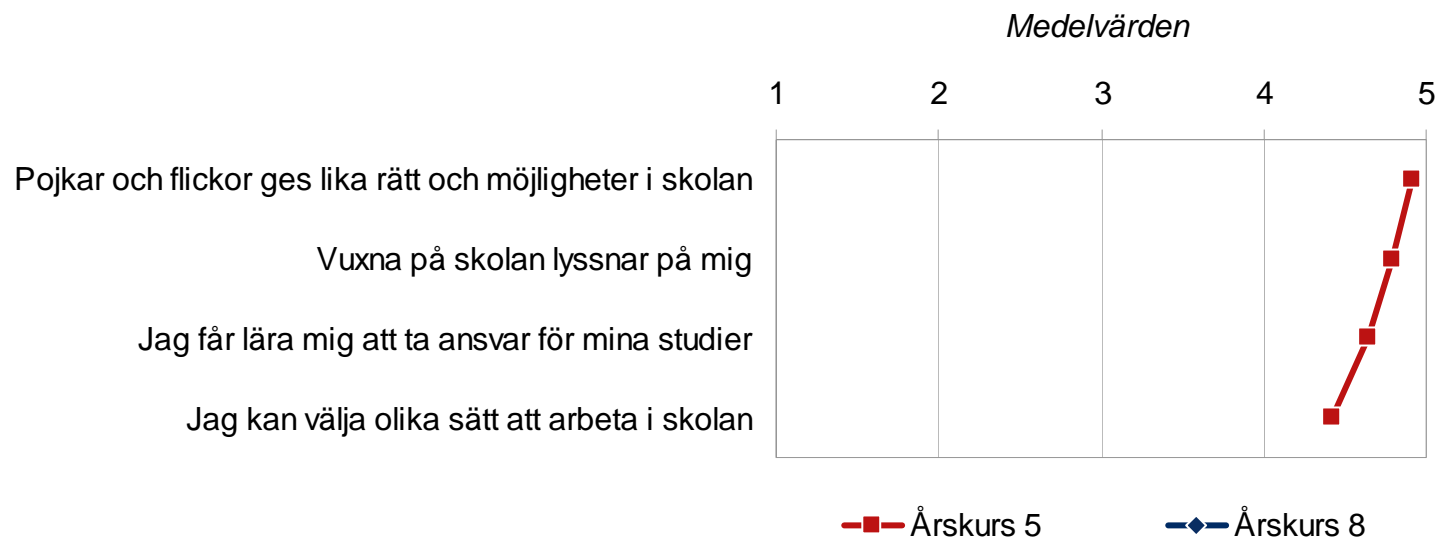 Medelvärden
1 2 3 4 5
Pojkar och flickor ges lika rätt och möjligheter i skolan
Vuxna på skolan lyssnar på mig
Jag får lära mig att ta ansvar för mina studier
Jag kan välja olika sätt att arbeta i skolan
Årskurs 5 Årskurs 8